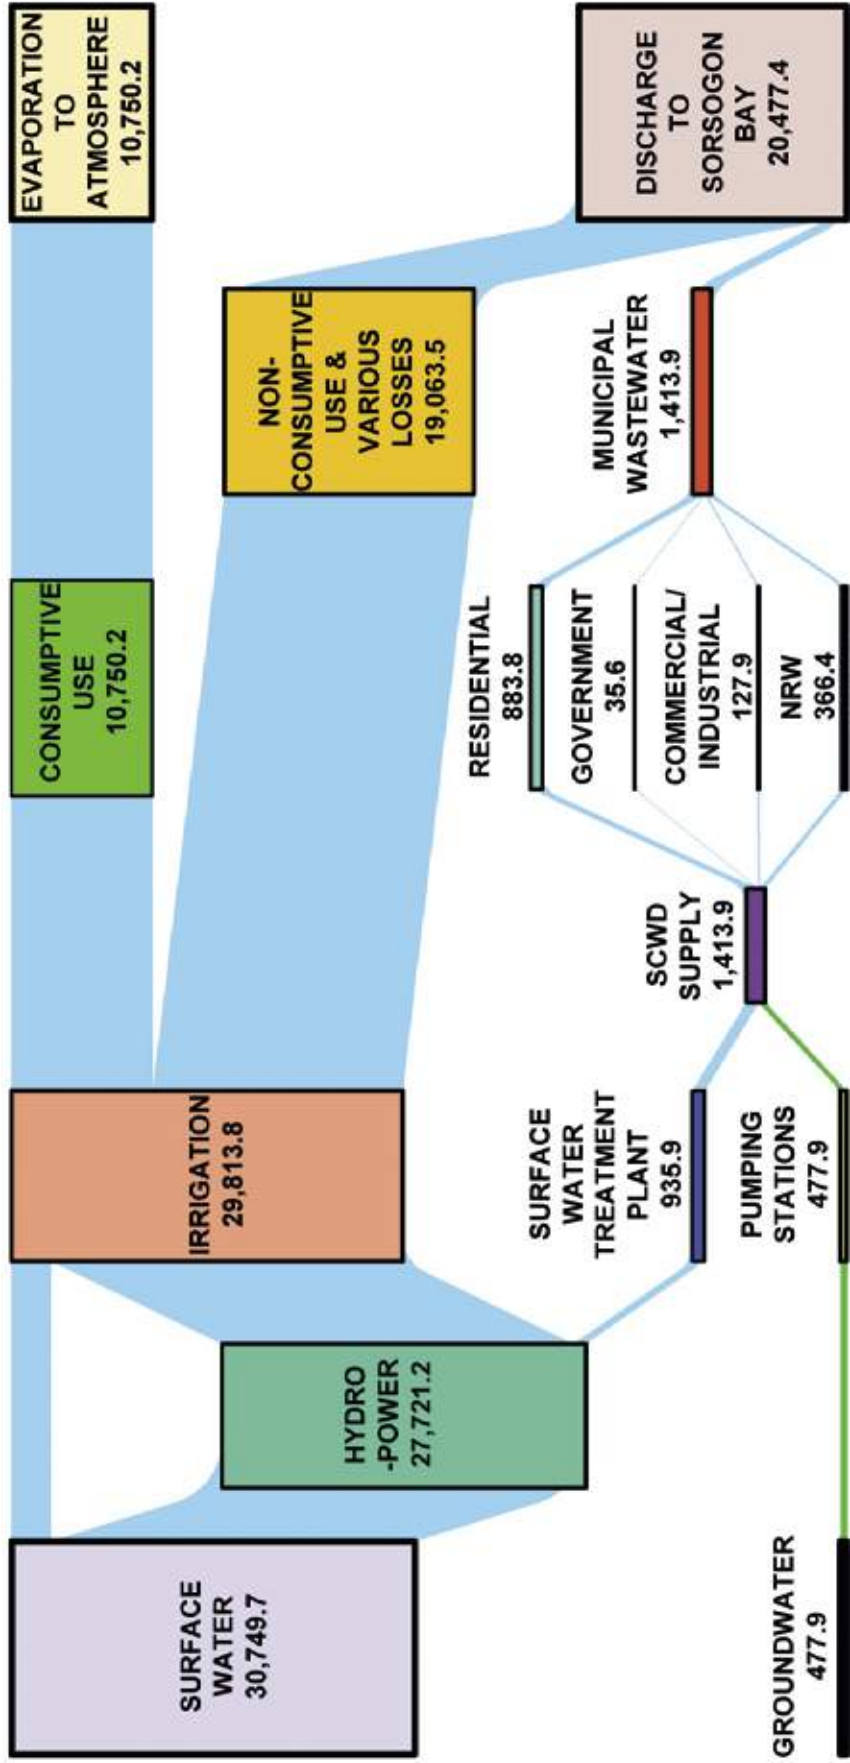 SURFACE
WATER
30,749.7
GROUNDWATER
477.9
HYDRO
-POWER
27,721.2
IRRIGATION
29,813.8
SURFACE
WATER
TREATMENT
PLANT
935.9
PUMPING
STATIONS
477.9
SCWD
SUPPLY
1,413.9
CONSUMPTIVE
USE
10,750.2
RESIDENTIAL
883.8
GOVERNMENT
35.6
COMMERCIAL/
INDUSTRIAL
127.9
NRW
366.4
NON-
CONSUMPTIVE
USE &
VARIOUS
LOSSES
19,063.5
MUNICIPAL
WASTEWATER
1,413.9
EVAPORATION
TO
ATMOSPHERE
10,750.2
DISCHARGE
TO
SORSOGON
BAY
20,477.4